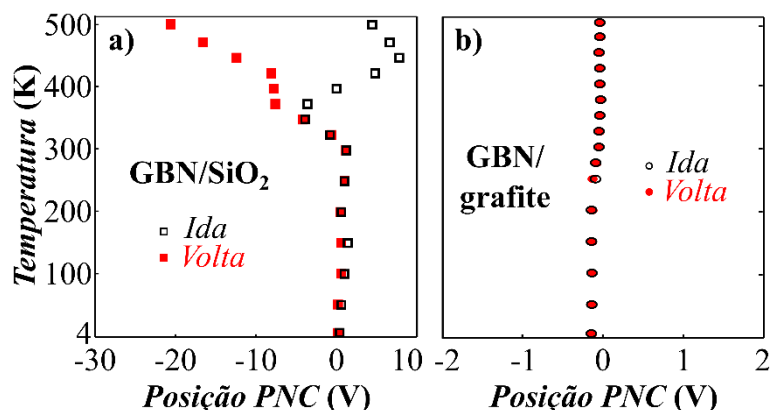 a)
500
400
300
200
100
4
Temperatura (K)
GBN/SiO₂
Ida
Volta
-30 -20 -10 0 10
Posição PNC (V)
b)
GBN/
grafite
Ida
Volta
-2 -1 0 1 2
Posição PNC (V)